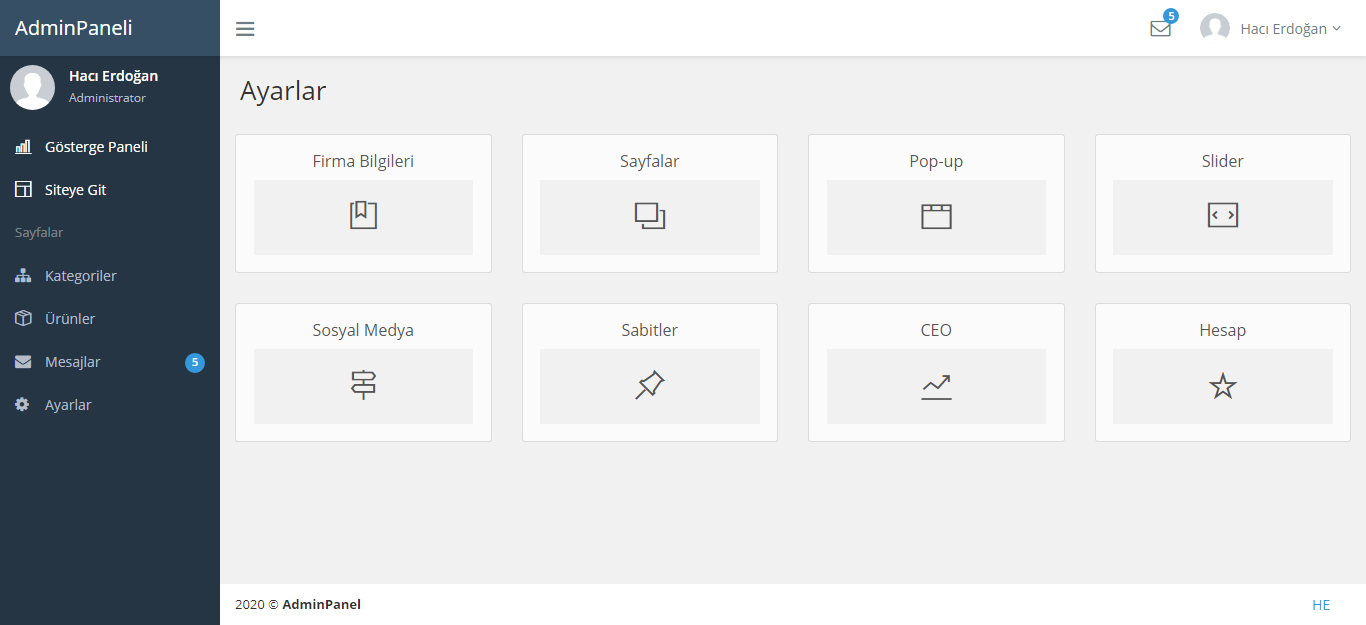 AdminPaneli
5
Hacı Erdoğan
Hacı Erdoğan
Administrator
Gösterge Paneli
Siteye Git
Sayfalar
Kategoriler
Ürünler
Mesajlar 5
Ayarlar
Ayarlar
Firma Bilgileri
Sayfalar
Pop-up
Slider
Sosyal Medya
Sabitler
CEO
Hesap
2020 © AdminPanel
HE